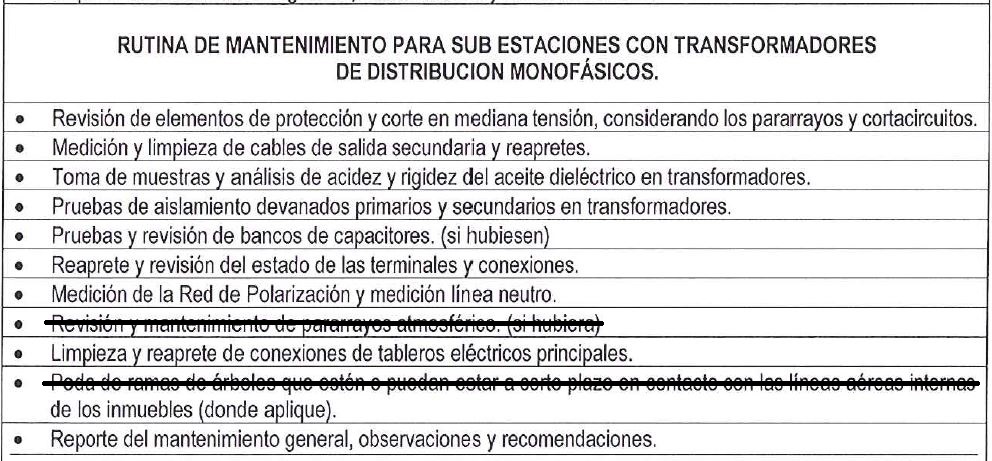 RUTINA DE MANTENIMIENTO PARA SUB ESTACIONES CON TRANSFORMADORES
DE DISTRIBUCION MONOFÁSICOS.
• Revisión de elementos de protección y corte en mediana tensión, considerando los pararrayos y cortacircuitos.
• Medición y limpieza de cables de salida secundaria y reapretes.
• Toma de muestras y análisis de acidez y rigidez del aceite dieléctrico en transformadores.
• Pruebas de aislamiento devanados primarios y secundarios en transformadores.
• Pruebas y revisión de bancos de capacitores. (si hubiesen)
• Reaprete y revisión del estado de las terminales y conexiones.
• Medición de la Red de Polarización y medición línea neutro.
• Revisión y mantenimiento de pararrayos atmosférico. (si hubiera)
• Limpieza y reaprete de conexiones de tableros eléctricos principales.
• Poda de ramas de árboles que estén o puedan estar a corto plazo en contacto con las líneas aéreas internas
de los inmuebles (donde aplique).
• Reporte del mantenimiento general, observaciones y recomendaciones.